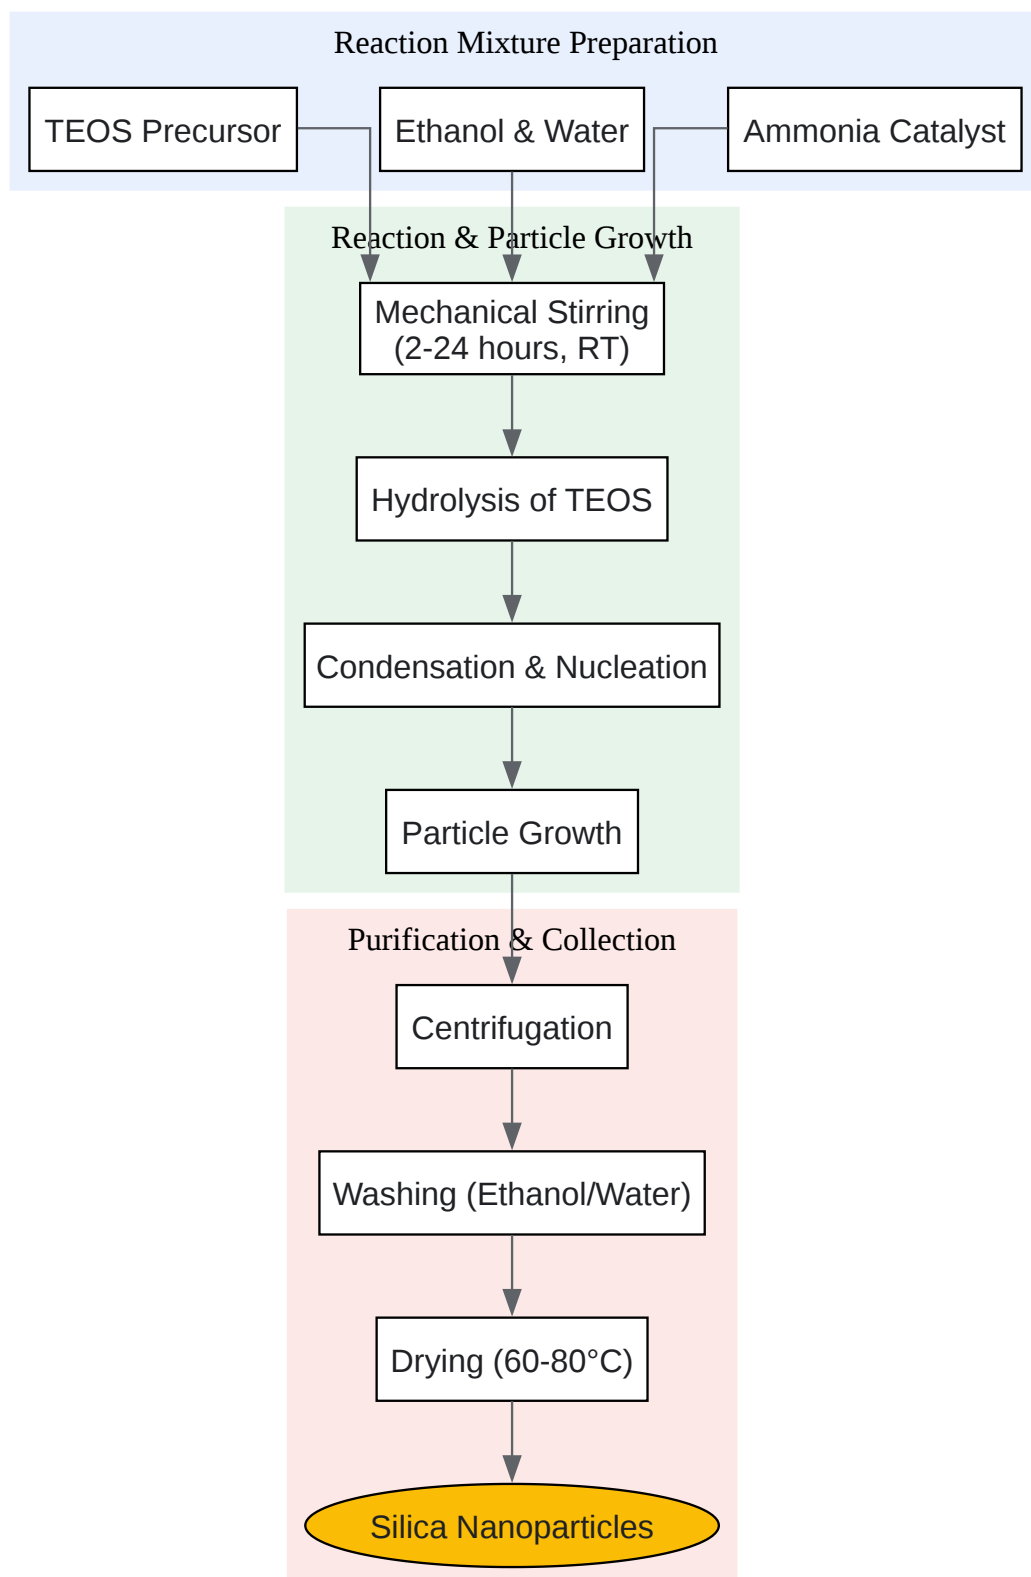 Reaction Mixture Preparation
TEOS Precursor
Ethanol & Water
Ammonia Catalyst
Reaction & Particle Growth
Mechanical Stirring
(2-24 hours, RT)
Hydrolysis of TEOS
Condensation & Nucleation
Particle Growth
Purification & Collection
Centrifugation
Washing (Ethanol/Water)
Drying (60-80°C)
Silica Nanoparticles